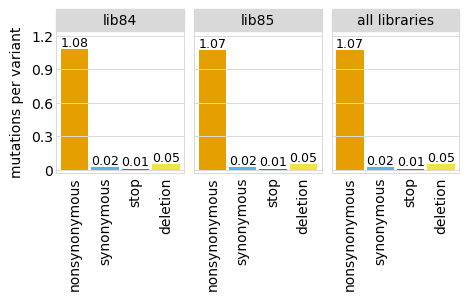 lib84 lib85 all libraries
mutations per variant
1.2
0.9
0.6
0.3
0
1.08 0.02 0.01 0.05
1.07 0.02 0.01 0.05
1.07 0.02 0.01 0.05
nonsynonymous synonymous stop deletion
nonsynonymous synonymous stop deletion
nonsynonymous synonymous stop deletion